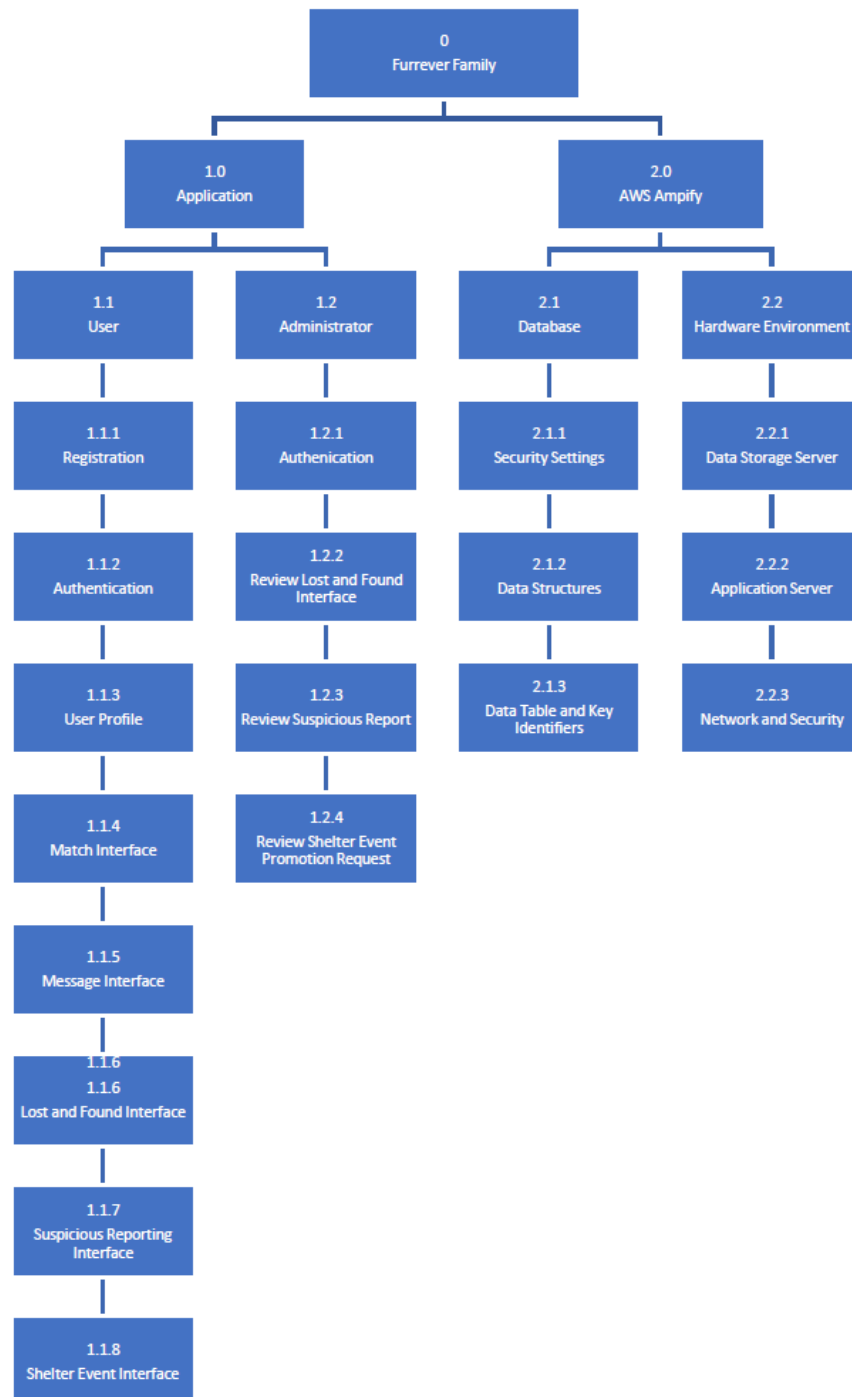 0
Furrever Family
1.0
Application
2.0
AWS Ampify
1.1
User
1.2
Administrator
2.1
Database
2.2
Hardware Environment
1.1.1
Registration
1.2.1
Authenication
2.1.1
Security Settings
2.2.1
Data Storage Server
1.1.2
Authentication
1.2.2
Review Lost and Found
Interface
2.1.2
Data Structures
2.2.2
Application Server
1.1.3
User Profile
1.2.3
Review Suspicious Report
2.1.3
Data Table and Key
Identifiers
2.2.3
Network and Security
1.1.4
Match Interface
1.2.4
Review Shelter Event
Promotion Request
1.1.5
Message Interface
1.1.6
1.1.6
Lost and Found Interface
1.1.7
Suspicious Reporting
Interface
1.1.8
Shelter Event Interface